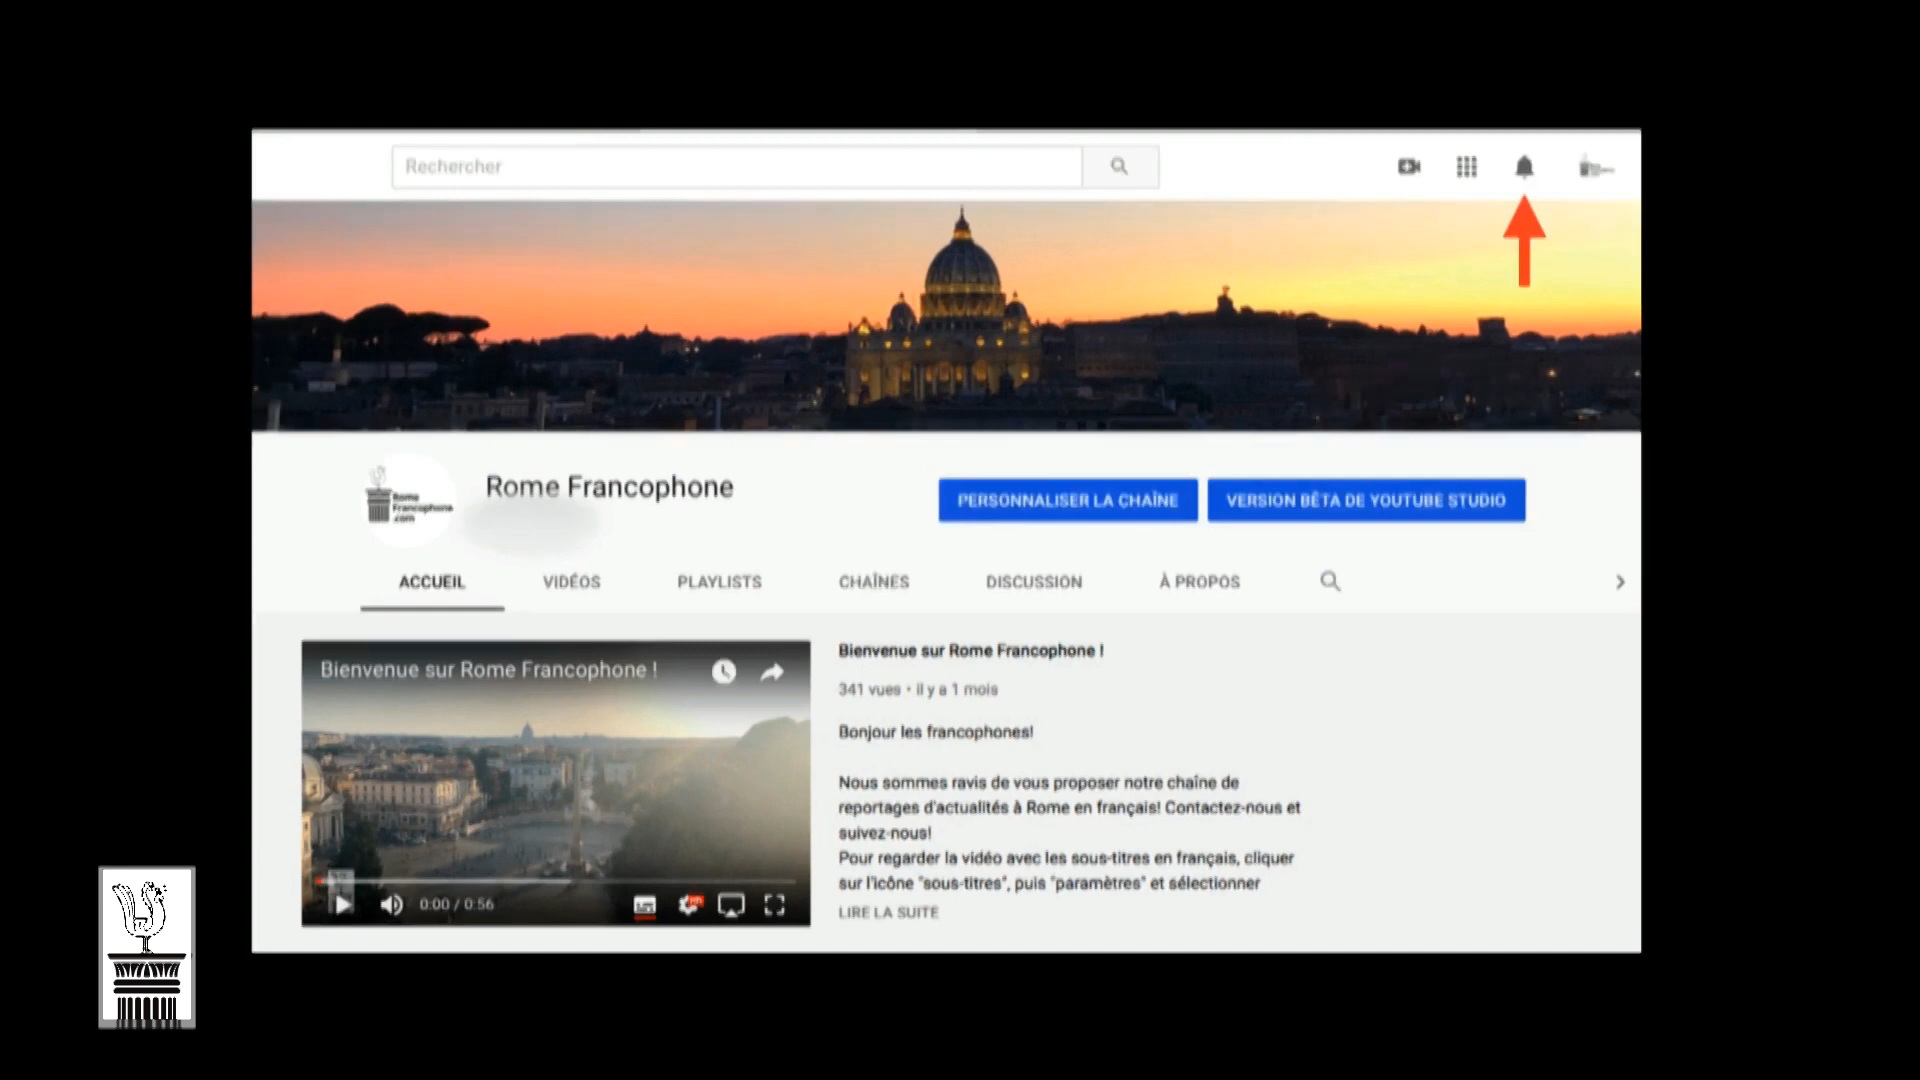 Rechercher
Rome
Francophone
.com
Rome Francophone
PERSONNALISER LA CHAÎNE
VERSION BÊTA DE YOUTUBE STUDIO
ACCUEIL
VIDÉOS
PLAYLISTS
CHAÎNES
DISCUSSION
À PROPOS
Bienvenue sur Rome Francophone !
0:00 / 0:56
Bienvenue sur Rome Francophone !
341 vues • il y a 1 mois
Bonjour les francophones!
Nous sommes ravis de vous proposer notre chaîne de
reportages d'actualités à Rome en français! Contactez-nous et
suivez-nous!
Pour regarder la vidéo avec les sous-titres en français, cliquer
sur l'icône "sous-titres", puis "paramètres" et sélectionner
LIRE LA SUITE